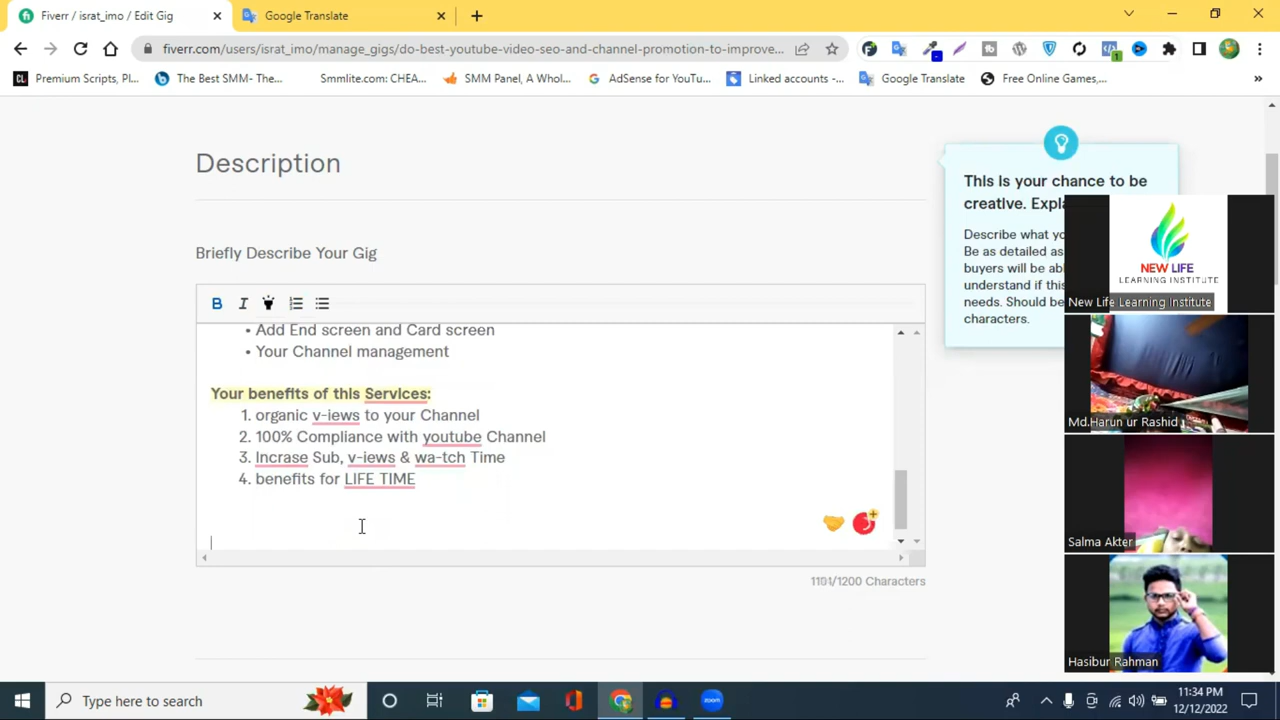 Fiverr / israt_imo / Edit Gig
Google Translate
fiverr.com/users/israt_imo/manage_gigs/do-best-youtube-video-seo-and-channel-promotion-to-improve...
1
Premium Scripts, Pl...
The Best SMM- The...
Smmlite.com: CHEA...
SMM Panel, A Whol...
AdSense for YouTu...
Linked accounts -...
Google Translate
Free Online Games,...
Description
This is your chance to be
creative. Expla
Describe what yo
Be as detailed as
buyers will be abl
understand if this
needs. Should be
characters.
Briefly Describe Your Gig
• Add End screen and Card screen
• Your Channel management
Your benefits of this Services:
1. organic v-iews to your Channel
2. 100% Compliance with youtube Channel
3. Incrase Sub, v-iews & wa-tch Time
4. benefits for LIFE TIME
1101/1200 Characters
NEW LIFE
LEARNING INSTITUTE
New Life Learning Institute
Md.Harun ur Rashid
Salma Akter
Hasibur Rahman
Type here to search
zoom
11:34 PM
12/12/2022